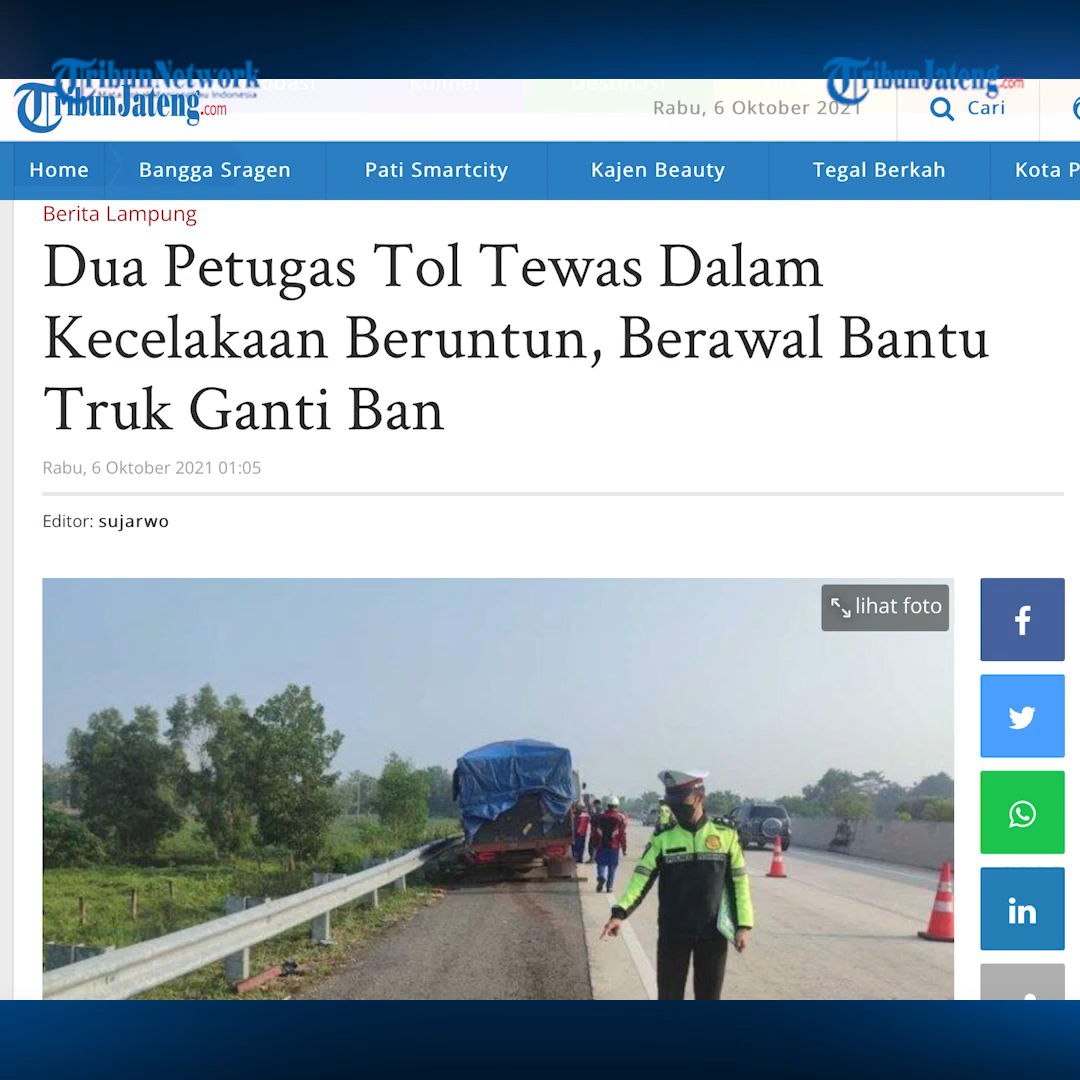 TribunNetwork
TribunJateng.com
TribunJateng.com
Rabu, 6 Oktober 2021
Cari
Home
Bangga Sragen
Pati Smartcity
Kajen Beauty
Tegal Berkah
Kota P
Berita Lampung
Dua Petugas Tol Tewas Dalam
Kecelakaan Beruntun, Berawal Bantu
Truk Ganti Ban
Rabu, 6 Oktober 2021 01:05
Editor: sujarwo
lihat foto